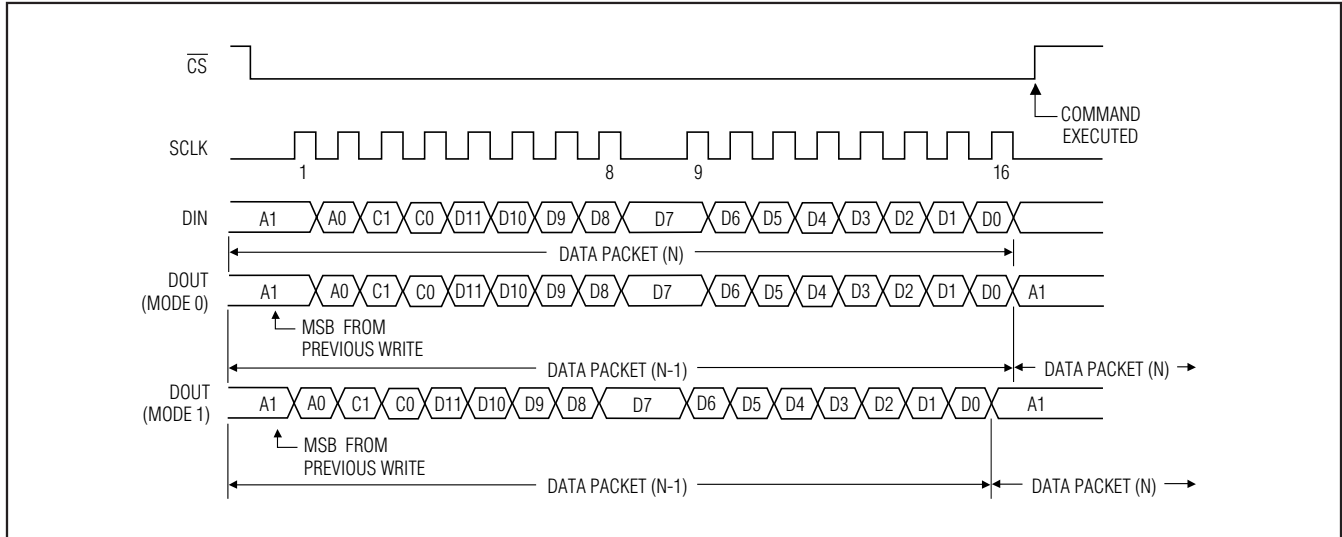 CS
COMMAND
EXECUTED
SCLK
1 8 9 16
DIN A1 A0 C1 C0 D11 D10 D9 D8 D7 D6 D5 D4 D3 D2 D1 D0
DATA PACKET (N)
DOUT
(MODE 0)
A1 A0 C1 C0 D11 D10 D9 D8 D7 D6 D5 D4 D3 D2 D1 D0 A1
MSB FROM
PREVIOUS WRITE
DATA PACKET (N-1) DATA PACKET (N)
DOUT
(MODE 1)
A1 A0 C1 C0 D11 D10 D9 D8 D7 D6 D5 D4 D3 D2 D1 D0 A1
MSB FROM
PREVIOUS WRITE
DATA PACKET (N-1) DATA PACKET (N)